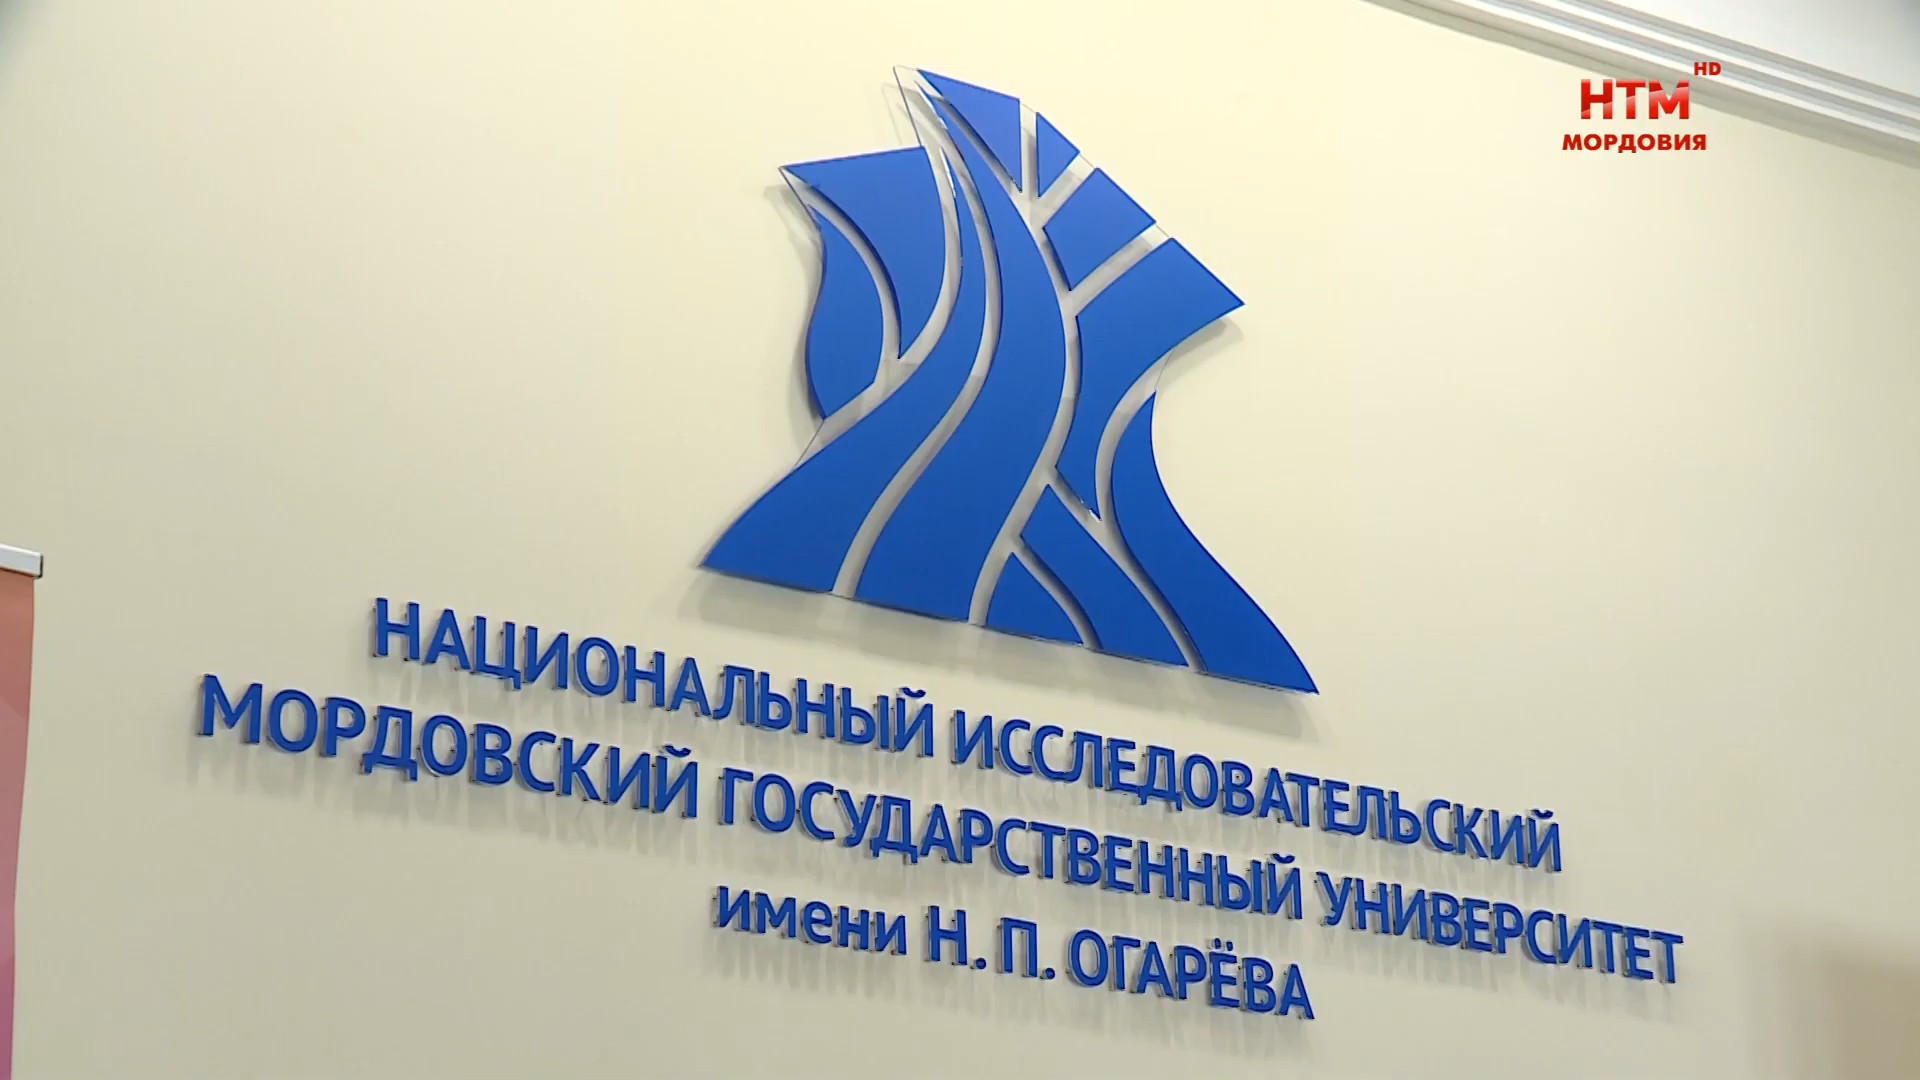 HD
НТМ
МОРДОВИЯ
НАЦИОНАЛЬНЫЙ ИССЛЕДОВАТЕЛЬСКИЙ
МОРДОВСКИЙ ГОСУДАРСТВЕННЫЙ УНИВЕРСИТЕТ
имени Н. П. ОГАРЁВА